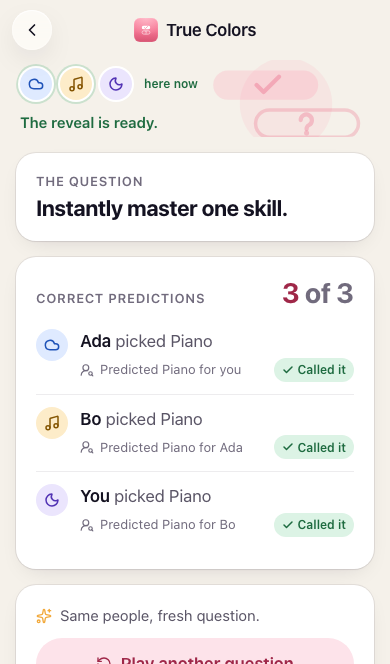 True Colors
here now
The reveal is ready.
THE QUESTION
Instantly master one skill.
CORRECT PREDICTIONS
3 of 3
Ada picked Piano
Predicted Piano for you
Called it
Bo picked Piano
Predicted Piano for Ada
Called it
You picked Piano
Predicted Piano for Bo
Called it
Same people, fresh question.
Play another question